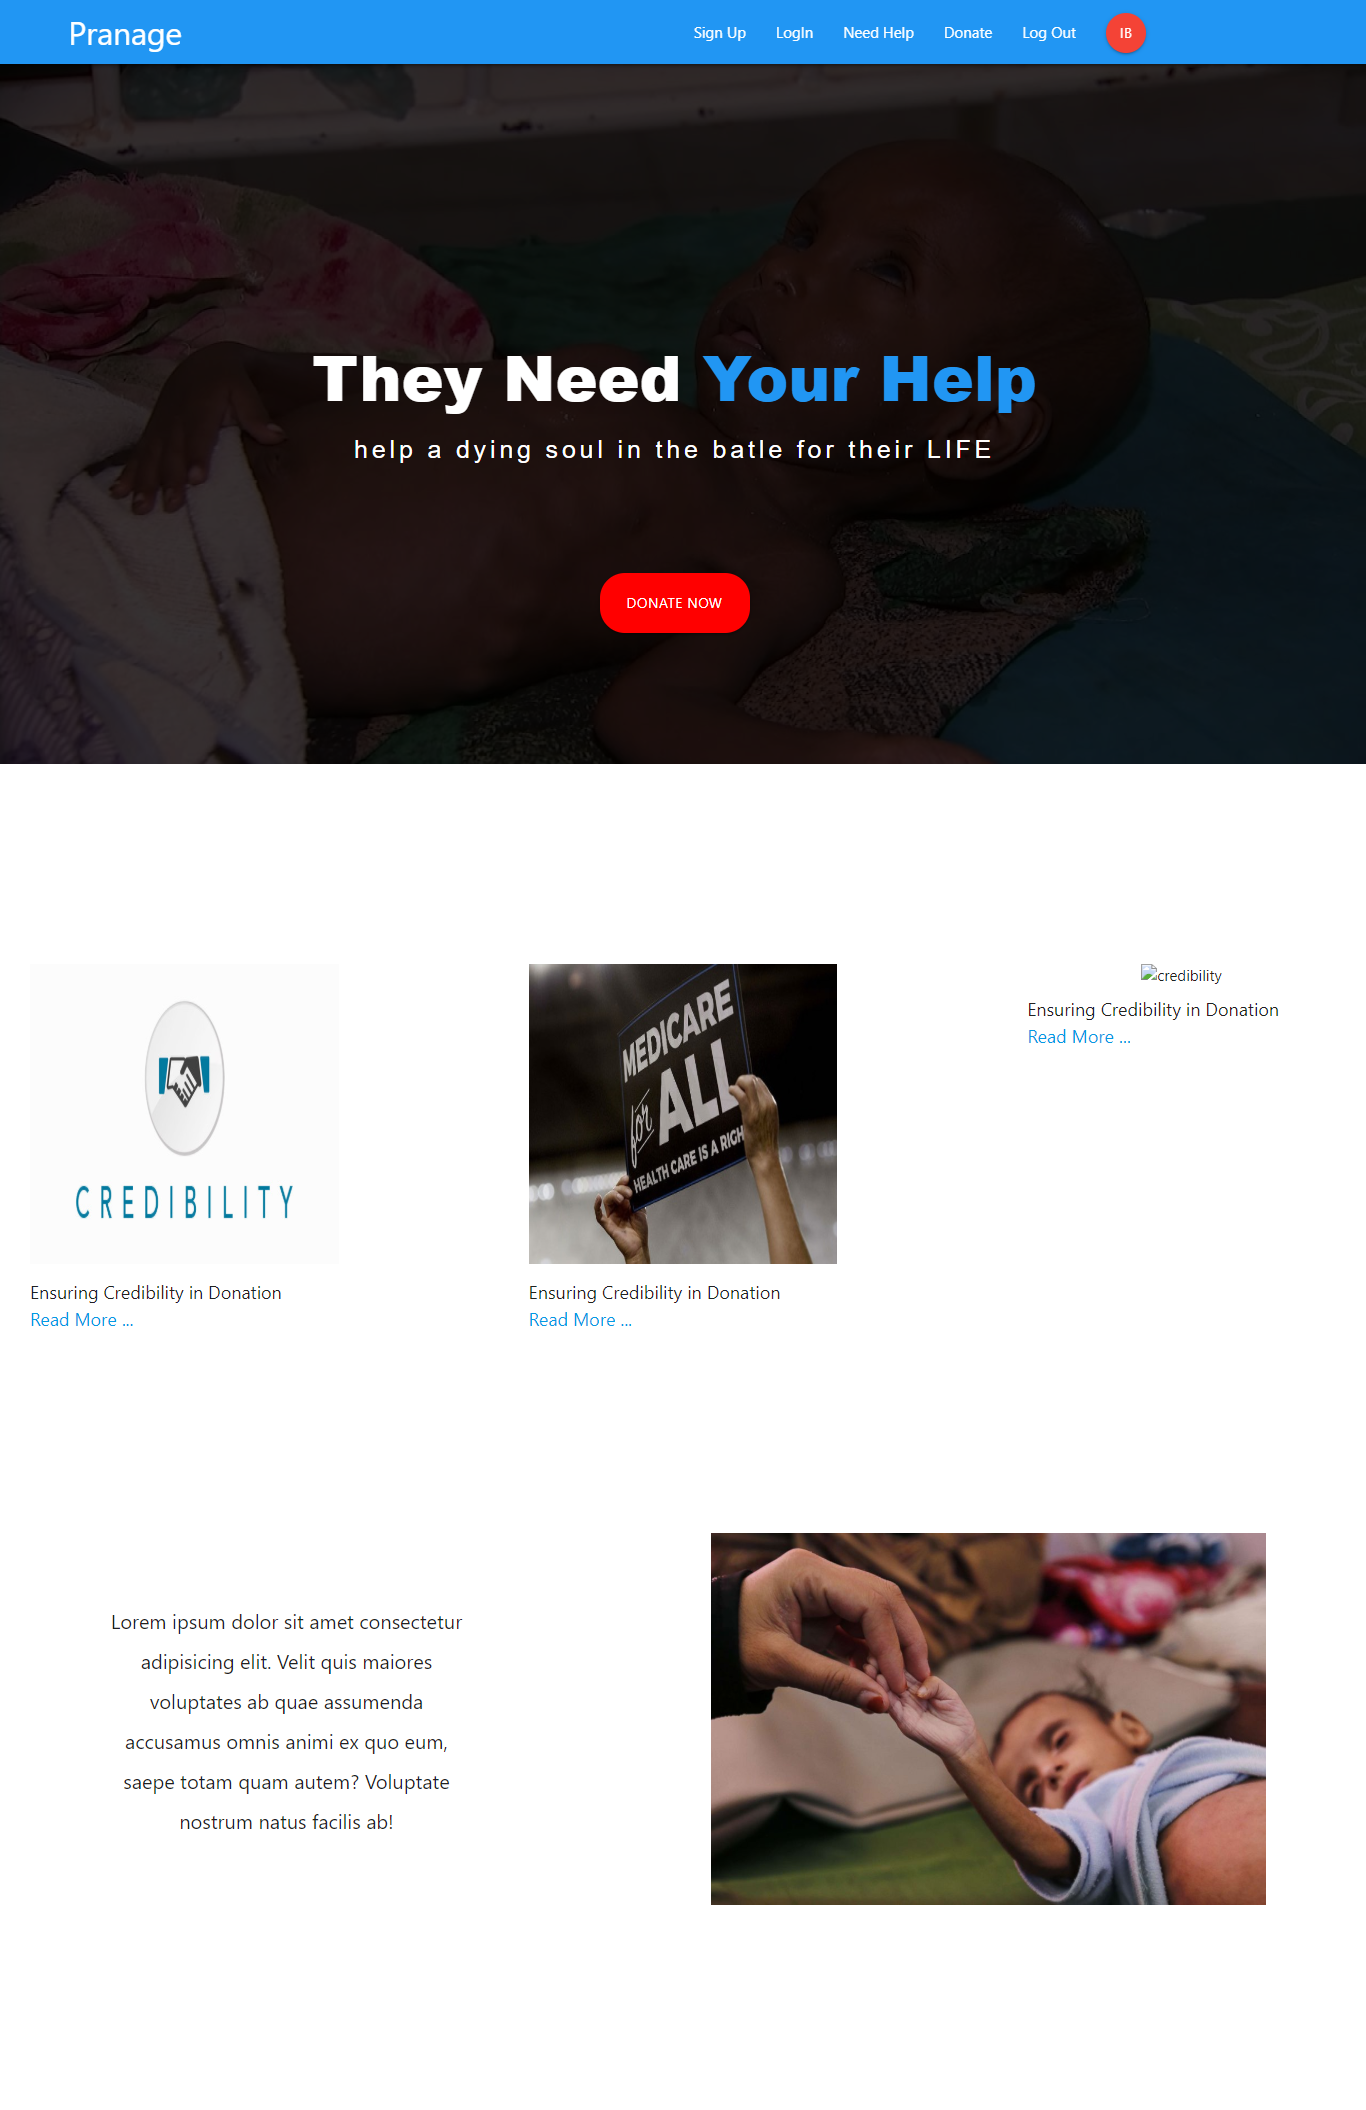 Pranage
Sign Up
LogIn
Need Help
Donate
Log Out
IB
They Need Your Help
help a dying soul in the batle for their LIFE
DONATE NOW
CREDIBILITY
Ensuring Credibility in Donation
Read More ...
MEDICARE
for ALL
HEALTH CARE IS A RIGH
Ensuring Credibility in Donation
Read More ...
credibility
Ensuring Credibility in Donation
Read More ...
Lorem ipsum dolor sit amet consectetur
adipisicing elit. Velit quis maiores
voluptates ab quae assumenda
accusamus omnis animi ex quo eum,
saepe totam quam autem? Voluptate
nostrum natus facilis ab!